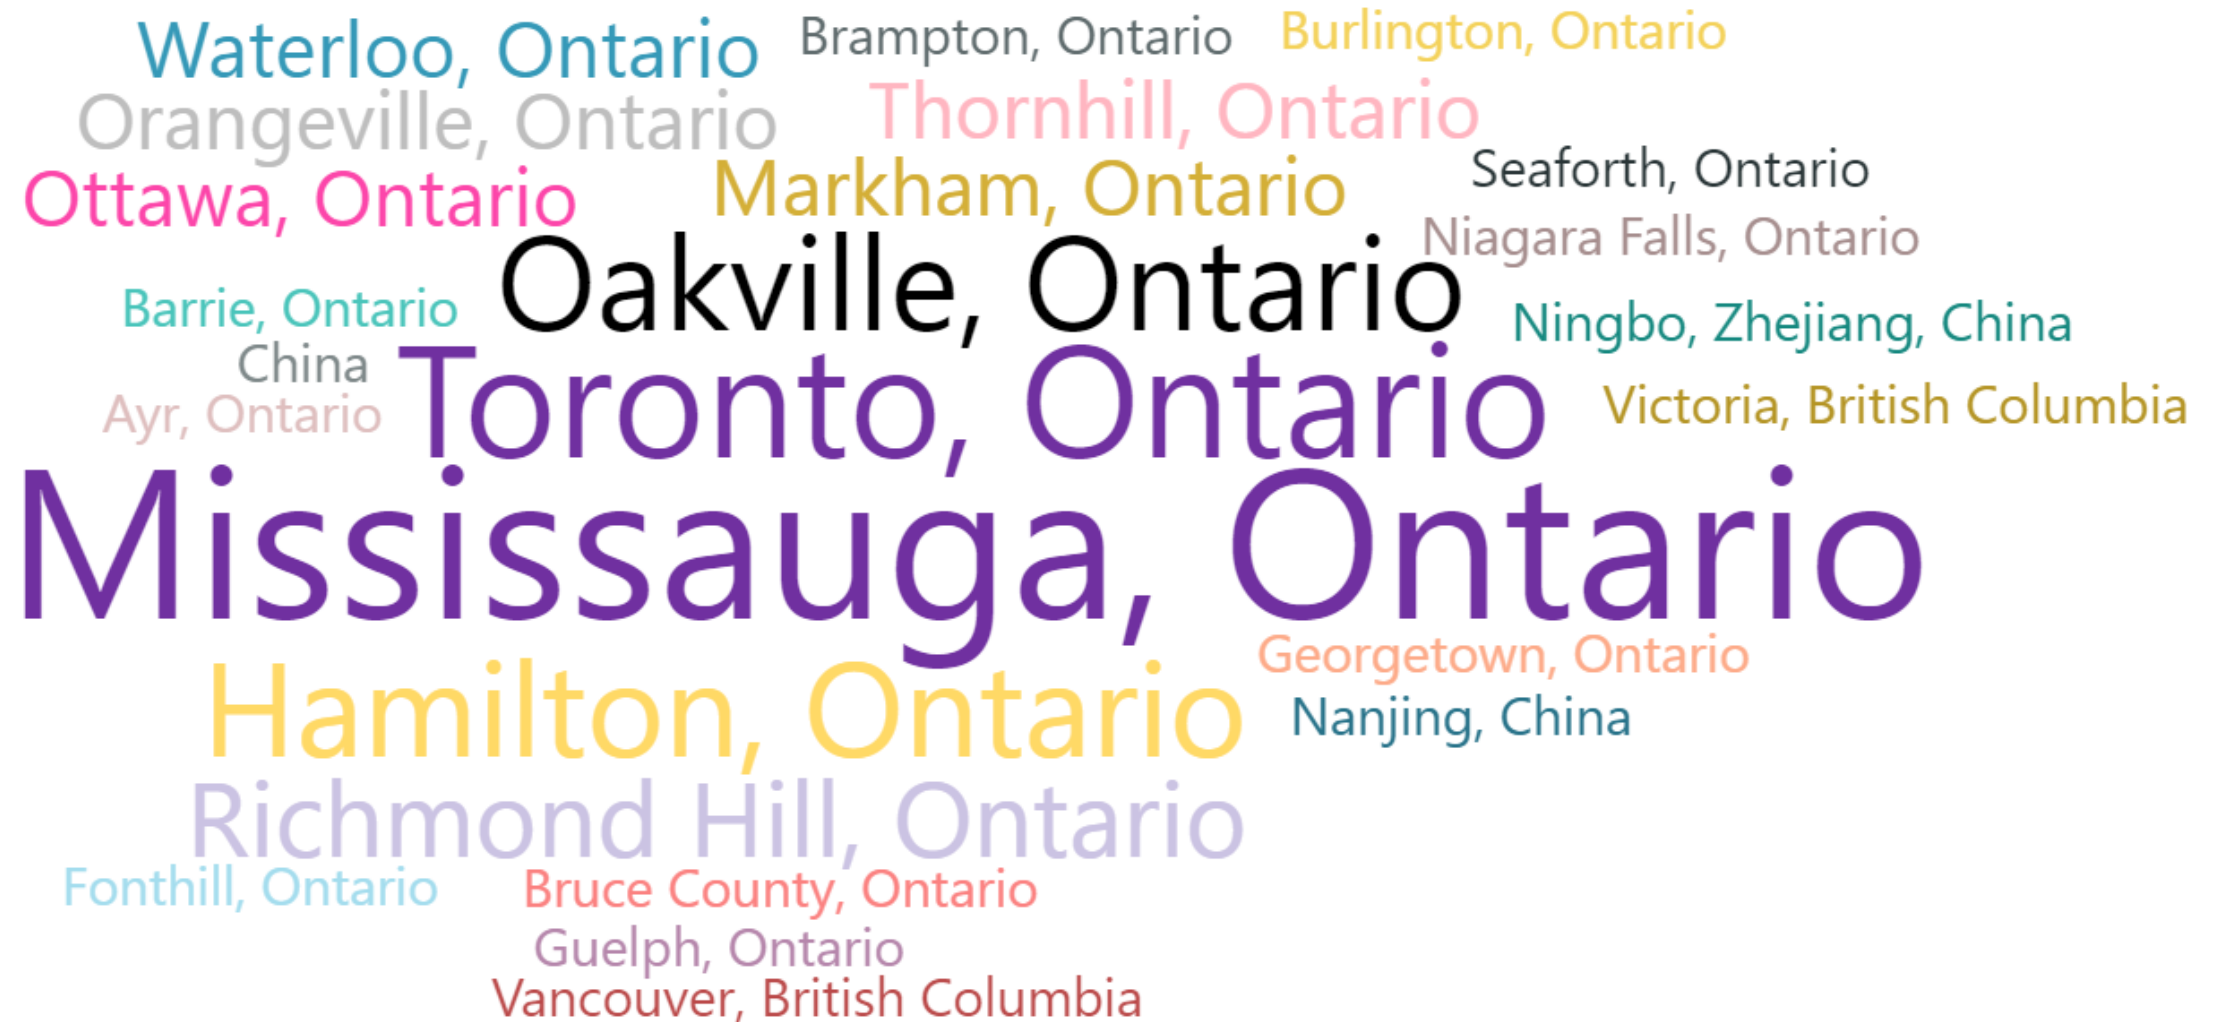 Waterloo, Ontario
Brampton, Ontario
Burlington, Ontario
Orangeville, Ontario
Thornhill, Ontario
Ottawa, Ontario
Markham, Ontario
Seaforth, Ontario
Niagara Falls, Ontario
Oakville, Ontario
Barrie, Ontario
Ningbo, Zhejiang, China
China
Toronto, Ontario
Ayr, Ontario
Victoria, British Columbia
Mississauga, Ontario
Georgetown, Ontario
Hamilton, Ontario
Nanjing, China
Richmond Hill, Ontario
Fonthill, Ontario
Bruce County, Ontario
Guelph, Ontario
Vancouver, British Columbia